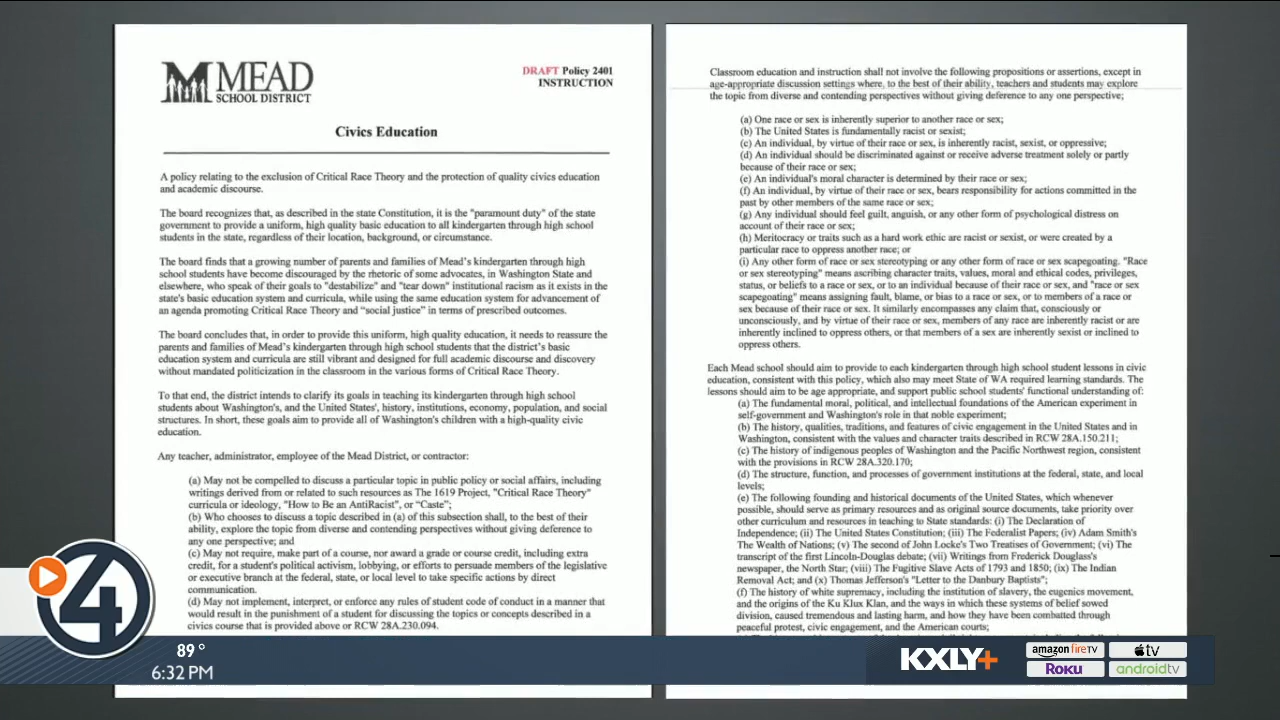 MEAD
SCHOOL DISTRICT
DRAFT Policy 2401
INSTRUCTION
Civics Education
A policy relating to the exclusion of Critical Race Theory and the protection of quality civics education
and academic discourse.
The board recognizes that, as described in the state Constitution, it is the "paramount duty" of the state
government to provide a uniform, high quality basic education to all kindergarten through high school
students in the state, regardless of their location, background, or circumstance.
The board finds that a growing number of parents and families of Mead's kindergarten through high
school students have become discouraged by the rhetoric of some advocates, in Washington State and
elsewhere, who speak of their goals to "destabilize" and "tear down" institutional racism as it exists in the
state's basic education system and curricula, while using the same education system for advancement of
an agenda promoting Critical Race Theory and "social justice" in terms of prescribed outcomes.
The board concludes that, in order to provide this uniform, high quality education, it needs to reassure the
parents and families of Mead's kindergarten through high school students that the district's basic
education system and curricula are still vibrant and designed for full academic discourse and discovery
without mandated politicization in the classroom in the various forms of Critical Race Theory.
To that end, the district intends to clarify its goals in teaching its kindergarten through high school
students about Washington's, and the United States', history, institutions, economy, population, and social
structures. In short, these goals aim to provide all of Washington's children with a high-quality civic
education.
Any teacher, administrator, employee of the Mead District, or contractor:
(a) May not be compelled to discuss a particular topic in public policy or social affairs, including
writings derived from or related to such resources as The 1619 Project, "Critical Race Theory"
curricula or ideology, "How to Be an AntiRacist", or "Caste";
(b) Who chooses to discuss a topic described in (a) of this subsection shall, to the best of their
ability, explore the topic from diverse and contending perspectives without giving deference to
any one perspective; and
(c) May not require, make part of a course, nor award a grade or course credit, including extra
credit, for a student's political activism, lobbying, or efforts to persuade members of the legislative
or executive branch at the federal, state, or local level to take specific actions by direct
communication.
(d) May not implement, interpret, or enforce any rules of student code of conduct in a manner that
would result in the punishment of a student for discussing the topics or concepts described in a
civics course that is provided above or RCW 28A.230.094.
Classroom education and instruction shall not involve the following propositions or assertions, except in
age-appropriate discussion settings where, to the best of their ability, teachers and students may explore
the topic from diverse and contending perspectives without giving deference to any one perspective;
(a) One race or sex is inherently superior to another race or sex;
(b) The United States is fundamentally racist or sexist;
(c) An individual, by virtue of their race or sex, is inherently racist, sexist, or oppressive;
(d) An individual should be discriminated against or receive adverse treatment solely or partly
because of their race or sex;
(e) An individual's moral character is determined by their race or sex;
(f) An individual, by virtue of their race or sex, bears responsibility for actions committed in the
past by other members of the same race or sex;
(g) Any individual should feel guilt, anguish, or any other form of psychological distress on
account of their race or sex;
(h) Meritocracy or traits such as a hard work ethic are racist or sexist, or were created by a
particular race to oppress another race; or
(i) Any other form of race or sex stereotyping or any other form of race or sex scapegoating. "Race
or sex stereotyping" means ascribing character traits, values, moral and ethical codes, privileges,
status, or beliefs to a race or sex, or to an individual because of their race or sex, and "race or sex
scapegoating" means assigning fault, blame, or bias to a race or sex, or to members of a race or
sex because of their race or sex. It similarly encompasses any claim that, consciously or
unconsciously, and by virtue of their race or sex, members of any race are inherently racist or are
inherently inclined to oppress others, or that members of a sex are inherently sexist or inclined to
oppress others.
Each Mead school should aim to provide to each kindergarten through high school student lessons in civic
education, consistent with this policy, which also may meet State of WA required learning standards. The
lessons should aim to be age appropriate, and support public school students' functional understanding of:
(a) The fundamental moral, political, and intellectual foundations of the American experiment in
self-government and Washington's role in that noble experiment;
(b) The history, qualities, traditions, and features of civic engagement in the United States and in
Washington, consistent with the values and character traits described in RCW 28A.150.211;
(c) The history of indigenous peoples of Washington and the Pacific Northwest region, consistent
with the provisions in RCW 28A.320.170;
(d) The structure, function, and processes of government institutions at the federal, state, and local
levels;
(e) The following founding and historical documents of the United States, which whenever
possible, should serve as primary resources and as original source documents, take priority over
other curriculum and resources in teaching to State standards: (i) The Declaration of
Independence; (ii) The United States Constitution; (iii) The Federalist Papers; (iv) Adam Smith's
The Wealth of Nations; (v) The second of John Locke's Two Treatises of Government; (vi) The
transcript of the first Lincoln-Douglas debate; (vii) Writings from Frederick Douglass's
newspaper, the North Star; (viii) The Fugitive Slave Acts of 1793 and 1850; (ix) The Indian
Removal Act; and (x) Thomas Jefferson's "Letter to the Danbury Baptists";
(f) The history of white supremacy, including the institution of slavery, the eugenics movement,
and the origins of the Ku Klux Klan, and the ways in which these systems of belief sowed
division, caused tremendous and lasting harm, and how they have been combatted through
peaceful protest, civic engagement, and the American courts;
4
89°
6:32 PM
KXLY+
amazon fireTV
tv
Roku
androidtv